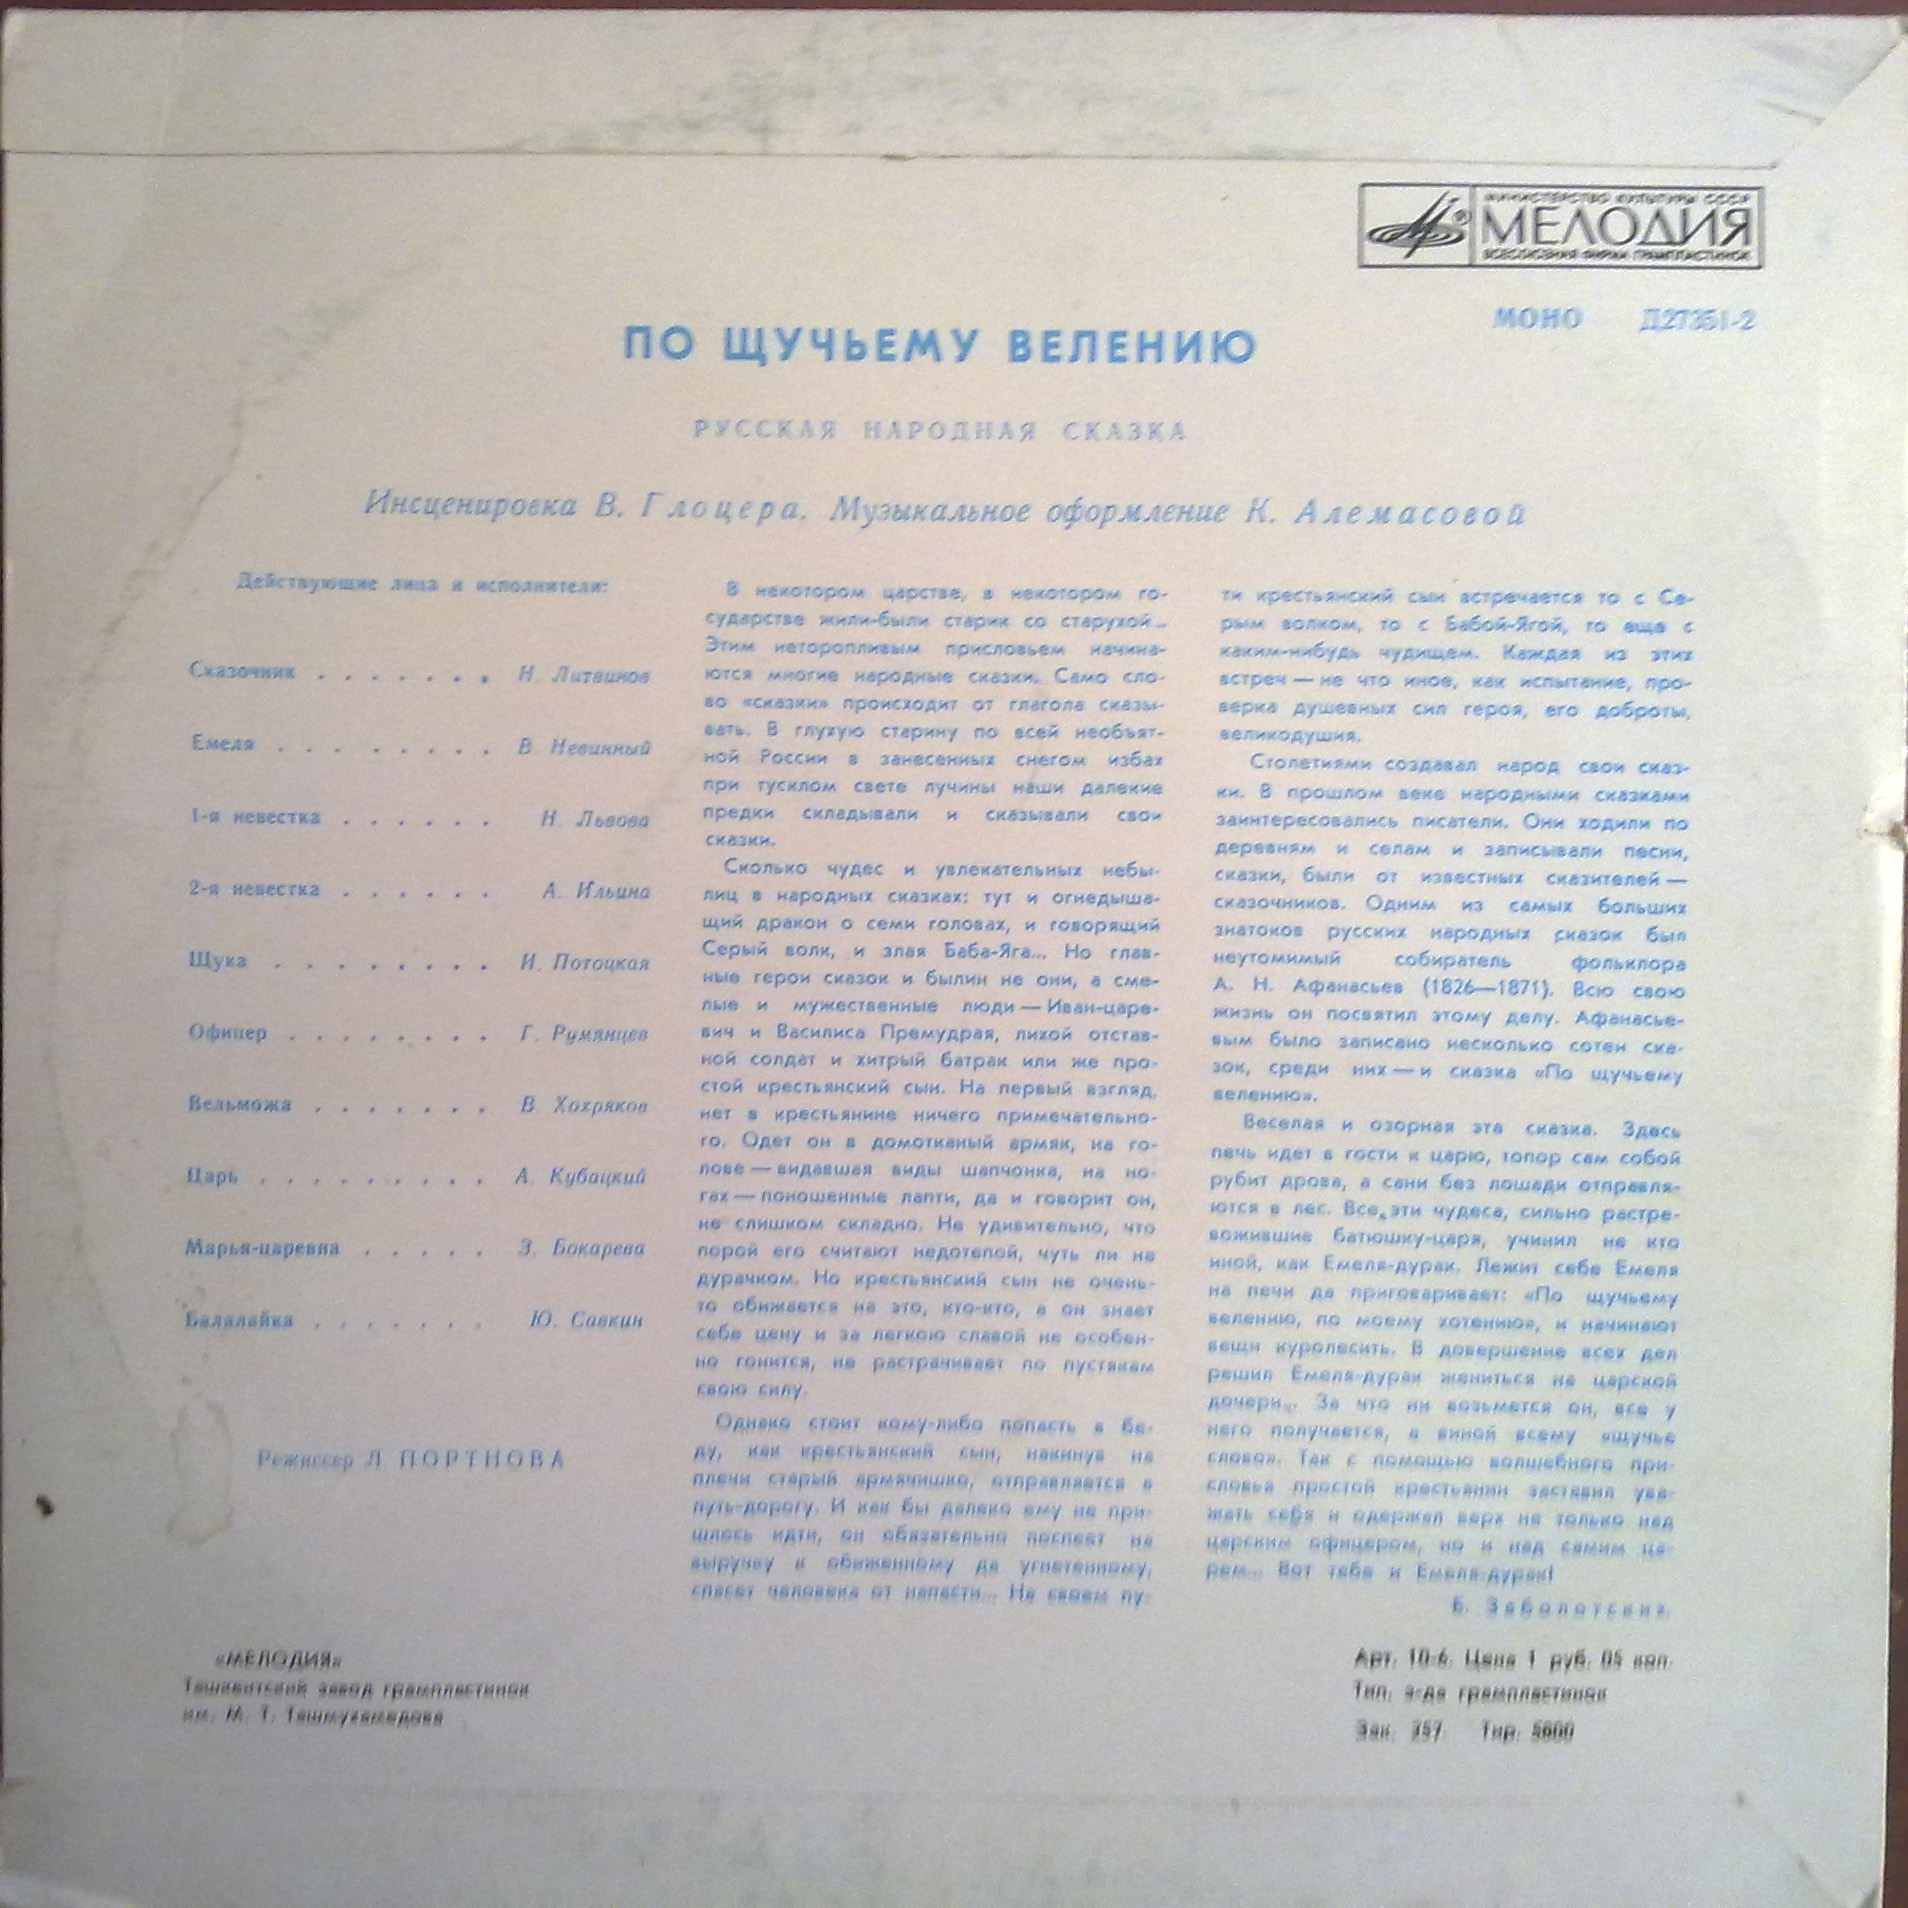 МИНИСТЕРСТВО КУЛЬТУРЫ СССР
МЕЛОДИЯ
ВСЕСОЮЗНАЯ ФИРМА ГРАМПЛАСТИНОК
МОНО Д27351-2
ПО ЩУЧЬЕМУ ВЕЛЕНИЮ
РУССКАЯ НАРОДНАЯ СКАЗКА
Инсценировка В. Глоцера. Музыкальное оформление К. Алемасовой
Действующие лица и исполнители:
Сказочник . . . . . . . Н. Литвинов
Емеля . . . . . . . . . В. Невинный
1-я невестка . . . . . . Н. Львова
2-я невестка . . . . . . А. Ильина
Щука . . . . . . . . . И. Потоцкая
Офицер . . . . . . . . Г. Румянцев
Вельможа . . . . . . . В. Хохряков
Царь . . . . . . . . . . А. Кубацкий
Марья-царевна . . . . . З. Бокарева
Балалайка . . . . . . . Ю. Савкин
Режиссер Л. ПОРТНОВА
В некотором царстве, в некотором го-
сударстве жили-были старик со старухой...
Этим неторопливым присловьем начина-
ются многие народные сказки. Само сло-
во «сказки» происходит от глагола сказы-
вать. В глухую старину по всей необъят-
ной России в занесенных снегом избах
при тусклом свете лучины наши далекие
предки складывали и сказывали свои
сказки.
Сколько чудес и увлекательных небы-
лиц в народных сказках: тут и огнедыша-
щий дракон о семи головах, и говорящий
Серый волк, и злая Баба-Яга... Но глав-
ные герои сказок и былин не они, а сме-
лые и мужественные люди — Иван-царе-
вич и Василиса Премудрая, лихой отстав-
ной солдат и хитрый батрак или же про-
стой крестьянский сын. На первый взгляд,
нет в крестьянине ничего примечательно-
го. Одет он в домотканый армяк, на го-
лове — видавшая виды шапчонка, на но-
гах — поношенные лапти, да и говорит он,
не слишком складно. Не удивительно, что
порой его считают недотепой, чуть ли не
дурачком. Но крестьянский сын не очень-
то обижается на это, кто-кто, а он знает
себе цену и за легкою славой не особен-
но гонится, не растрачивает по пустякам
свою силу.
Однако стоит кому-либо попасть в бе-
ду, как крестьянский сын, накинув на
плечи старый армячишко, отправляется в
путь-дорогу. И как бы далеко ему не при-
шлось идти, он обязательно поспеет на
выручку к обиженному да угнетенному,
спасет человека от напасти... На своем пу-
ти крестьянский сын встречается то с Се-
рым волком, то с Бабой-Ягой, то еще с
каким-нибудь чудищем. Каждая из этих
встреч — не что иное, как испытание, про-
верка душевных сил героя, его доброты,
великодушия.
Столетиями создавал народ свои сказ-
ки. В прошлом веке народными сказками
заинтересовались писатели. Они ходили по
деревням и селам и записывали песни,
сказки, были от известных сказителей —
сказочников. Одним из самых больших
знатоков русских народных сказок был
неутомимый собиратель фольклора
А. Н. Афанасьев (1826—1871). Всю свою
жизнь он посвятил этому делу. Афанасье-
вым было записано несколько сотен ска-
зок, среди них — и сказка «По щучьему
велению».
Веселая и озорная эта сказка. Здесь
печь идет в гости к царю, топор сам собой
рубит дрова, а сани без лошади отправля-
ются в лес. Все эти чудеса, сильно растре-
вожившие батюшку-царя, учинил не кто
иной, как Емеля-дурак. Лежит себе Емеля
на печи да приговаривает: «По щучьему
велению, по моему хотению», и начинают
вещи куролесить. В довершение всех дел
решил Емеля-дурак жениться на царской
дочери... За что ни возьмется он, все у
него получается, а виной всему «щучье
слово». Так с помощью волшебного при-
словья простой крестьянин заставил ува-
жать себя и одержал верх не только над
царским офицером, но и над самим ца-
рем... Вот тебе и Емеля-дурак!
Б. Заболотских
«МЕЛОДИЯ»
Ташкентский завод грампластинок
им. М. Т. Ташмухамедова
Арт. 10-6. Цена 1 руб. 05 коп.
Тип. з-да грампластинок
Зак. 357 Тир. 5800